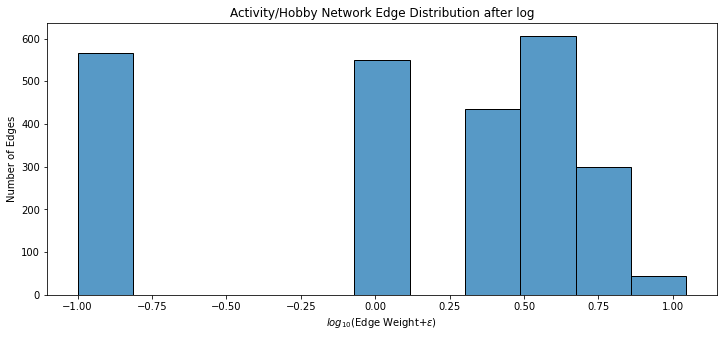 Activity/Hobby Network Edge Distribution after log
Number of Edges
600
500
400
300
200
100
0
−1.00 −0.75 −0.50 −0.25 0.00 0.25 0.50 0.75 1.00
log₁₀(Edge Weight+ε)